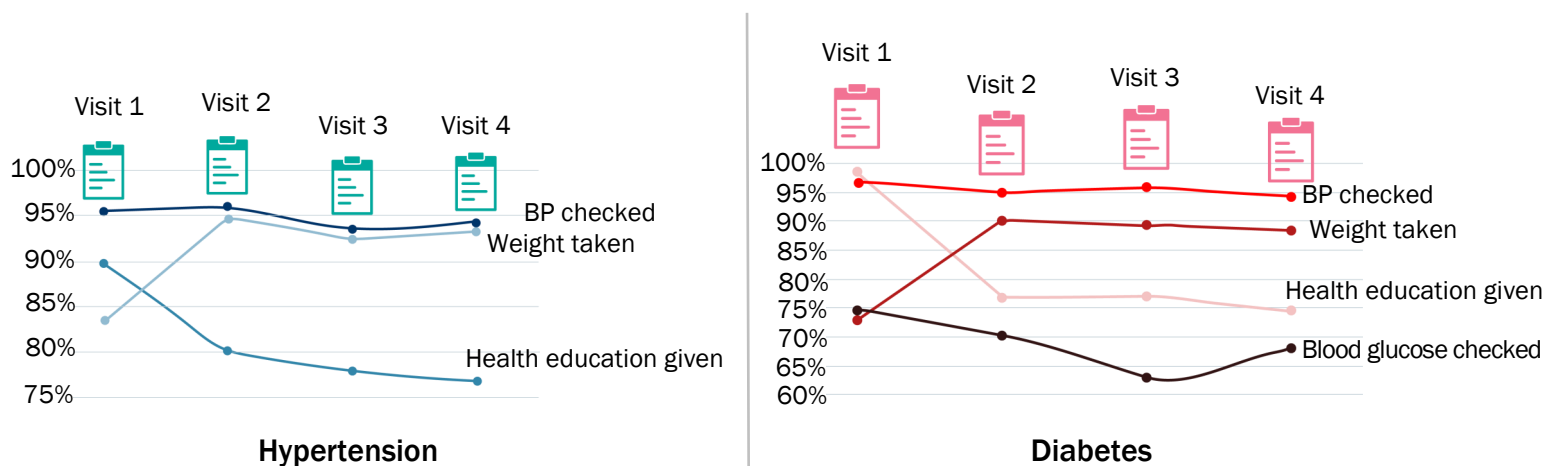 Visit 1
Visit 2
Visit 3
Visit 4
100%
95%
90%
85%
80%
75%
BP checked
Weight taken
Health education given
Hypertension
Visit 1
Visit 2
Visit 3
Visit 4
100%
95%
90%
85%
80%
75%
70%
65%
60%
BP checked
Weight taken
Health education given
Blood glucose checked
Diabetes